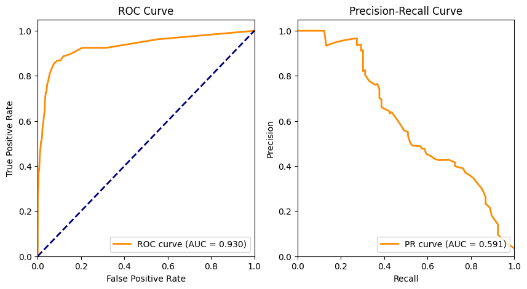 ROC Curve
True Positive Rate
1.0
0.8
0.6
0.4
0.2
0.0
0.0 0.2 0.4 0.6 0.8 1.0
False Positive Rate
ROC curve (AUC = 0.930)
Precision-Recall Curve
Precision
1.0
0.8
0.6
0.4
0.2
0.0
0.0 0.2 0.4 0.6 0.8 1.0
Recall
PR curve (AUC = 0.591)